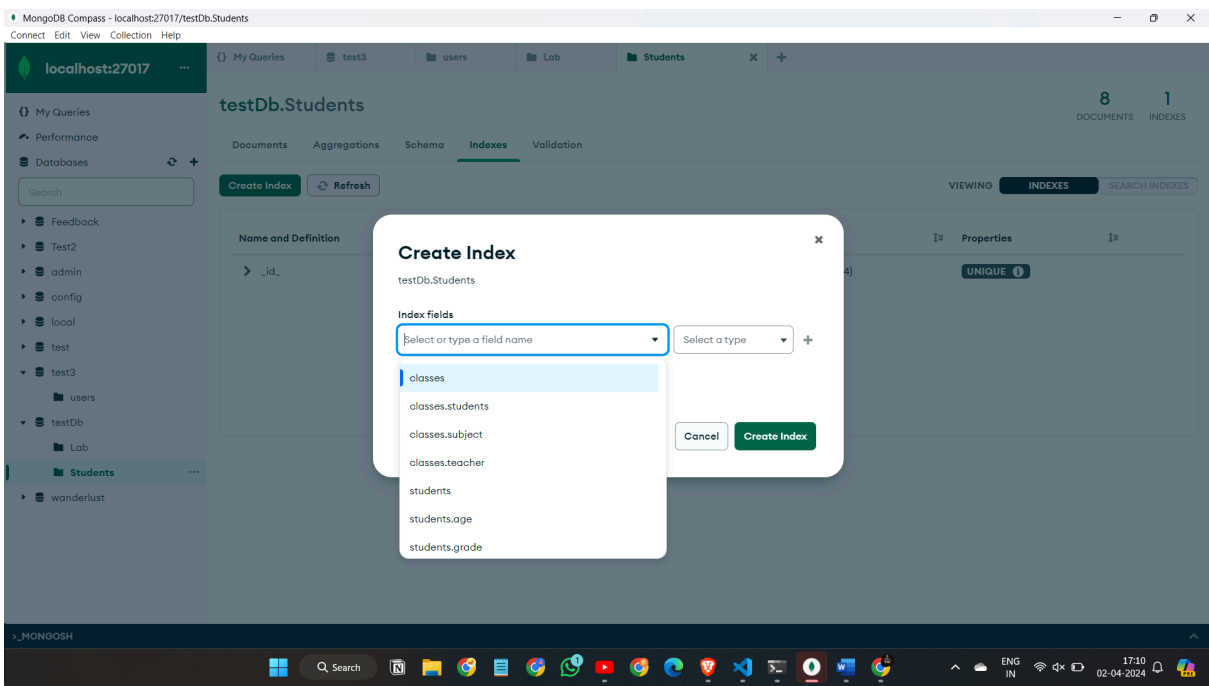 MongoDB Compass - localhost:27017/testDb.Students
Connect Edit View Collection Help
localhost:27017 ...
{} My Queries test3 users Lab Students
{} My Queries
Performance
Databases
Search
Feedback
Test2
admin
config
local
test
test3
users
testDb
Lab
Students ...
wanderlust
testDb.Students
8 DOCUMENTS
1 INDEXES
Documents Aggregations Schema Indexes Validation
Create Index Refresh
VIEWING INDEXES SEARCH INDEXES
Name and Definition
Properties
_id_
4)
UNIQUE
Create Index
testDb.Students
Index fields
Select or type a field name Select a type
classes
classes.students
classes.subject
classes.teacher
students
students.age
students.grade
Cancel Create Index
>_MONGOSH
Search
1
ENG
IN
17:10
02-04-2024
PRE